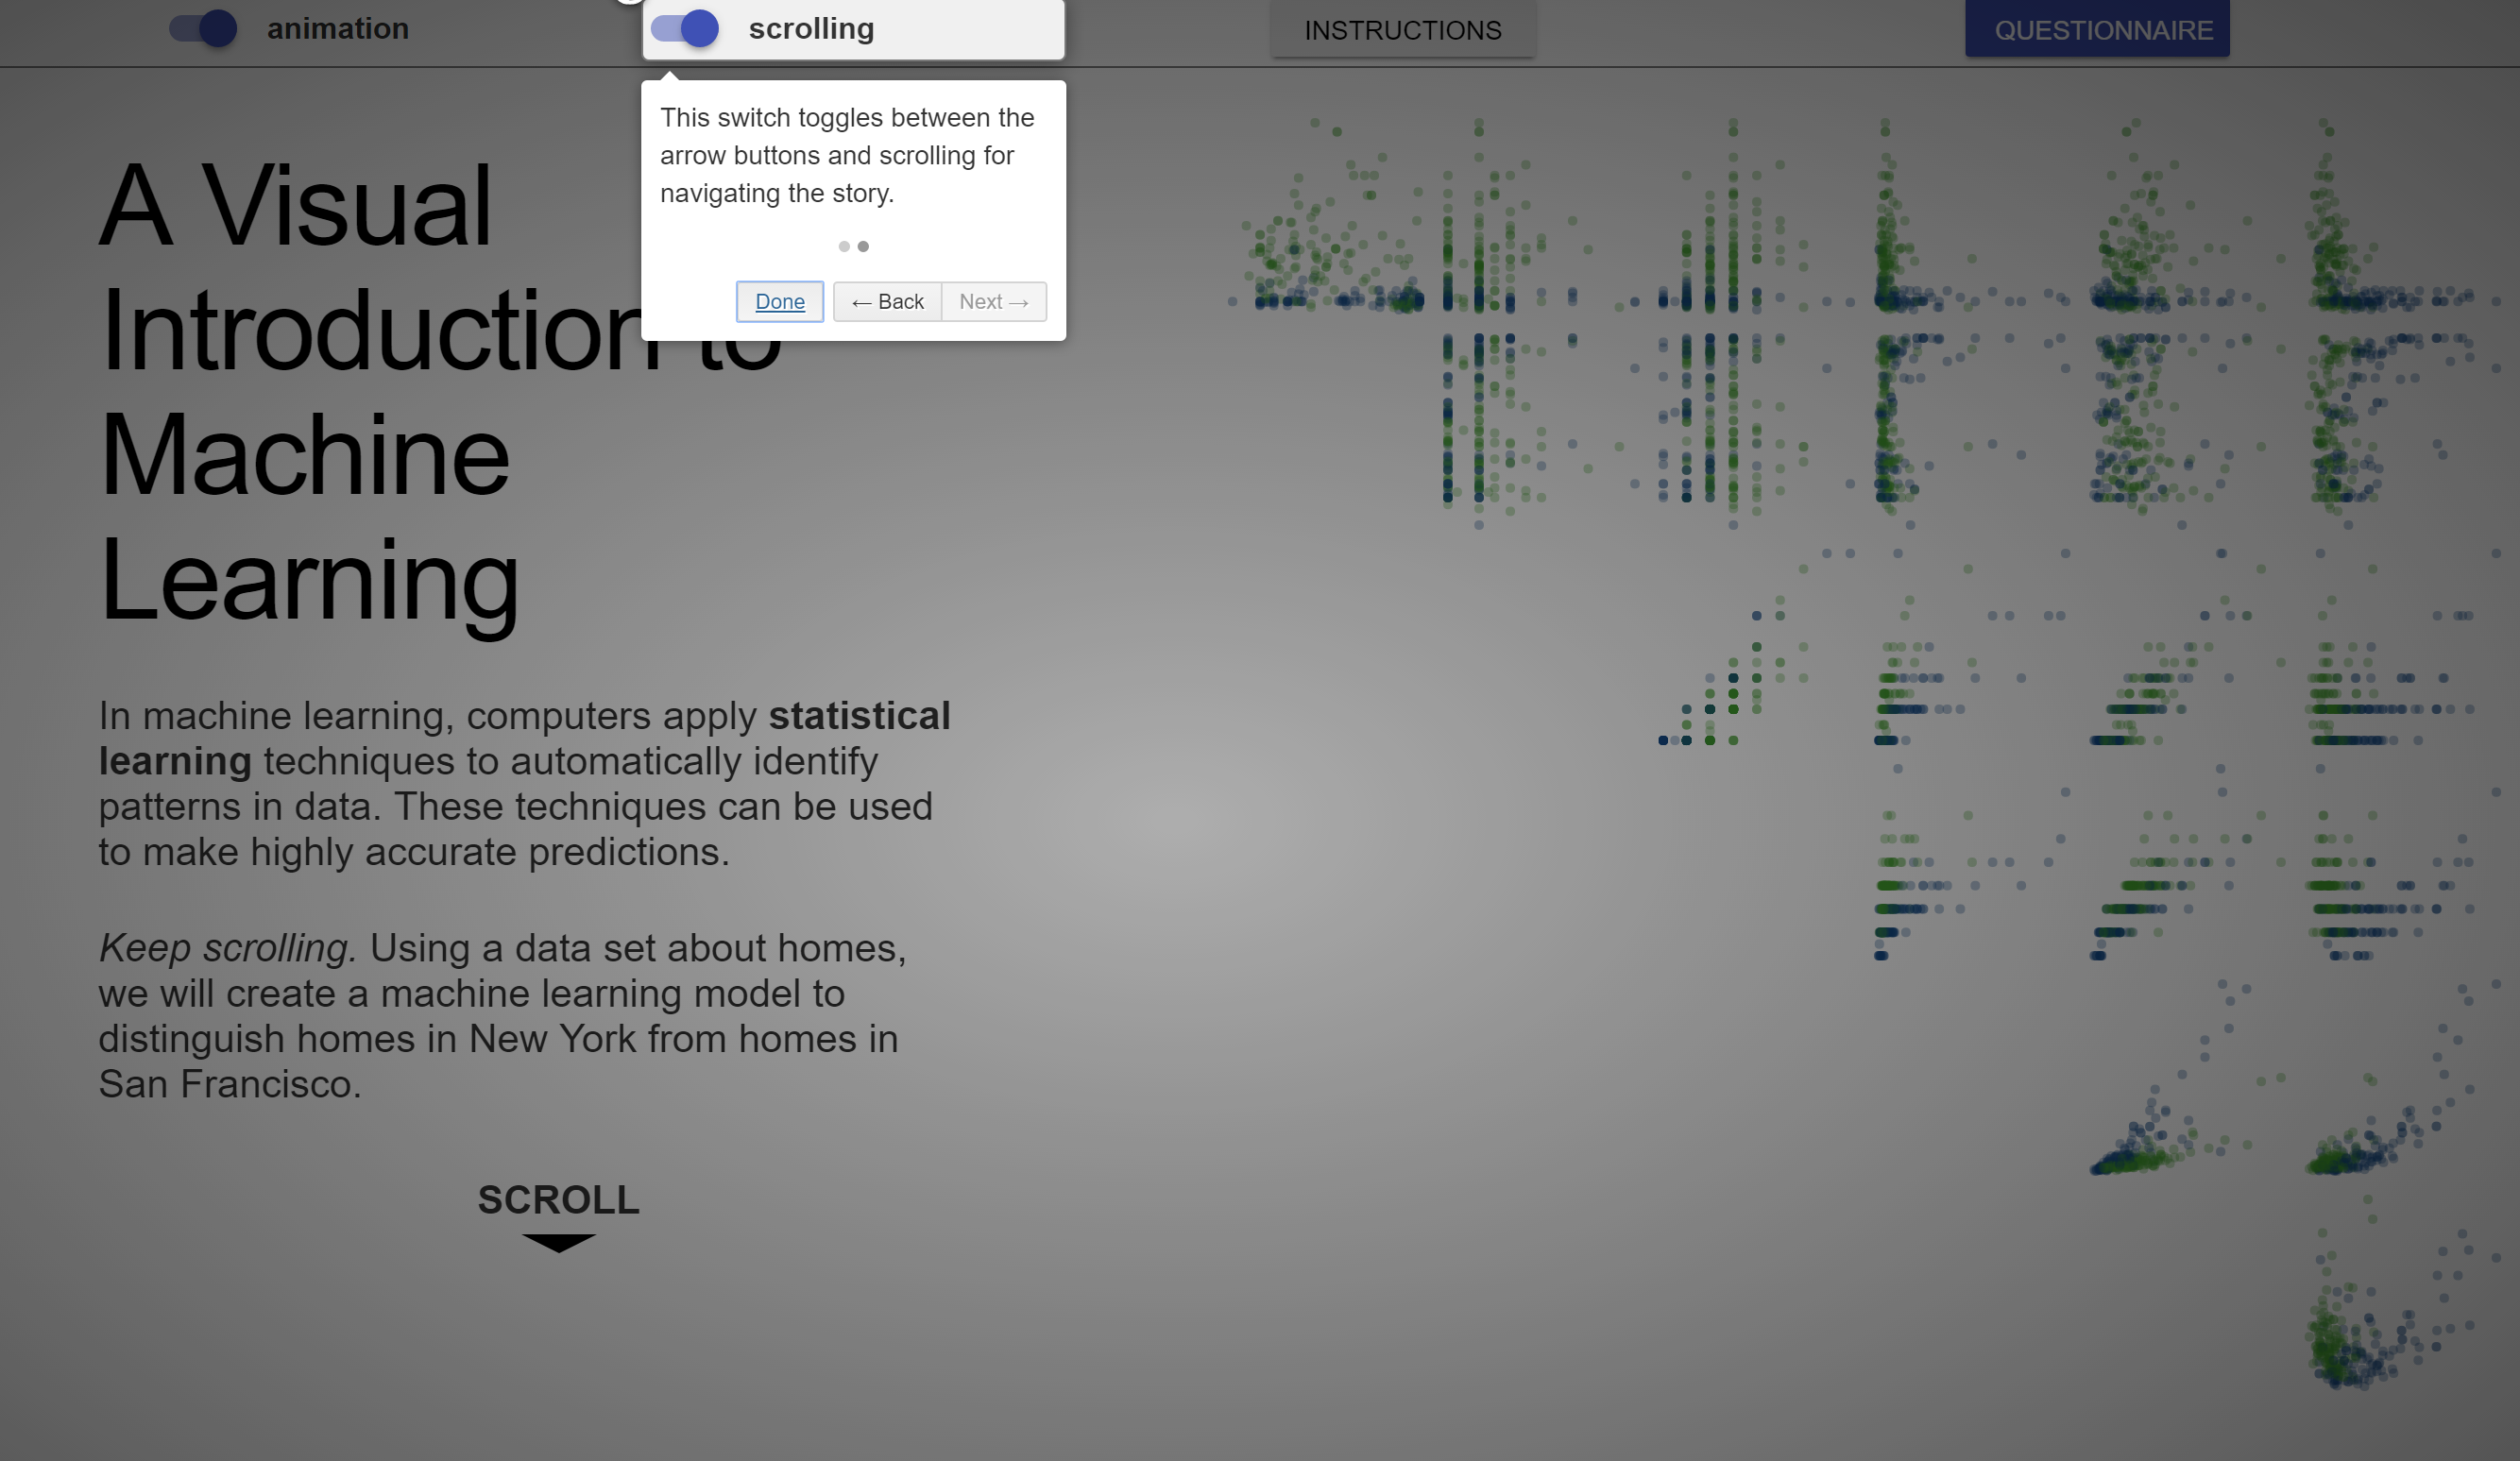 animation
scrolling
INSTRUCTIONS
QUESTIONNAIRE
This switch toggles between the
arrow buttons and scrolling for
navigating the story.
Done
← Back
Next →
A Visual
Introduction to
Machine
Learning
In machine learning, computers apply statistical
learning techniques to automatically identify
patterns in data. These techniques can be used
to make highly accurate predictions.
Keep scrolling. Using a data set about homes,
we will create a machine learning model to
distinguish homes in New York from homes in
San Francisco.
SCROLL